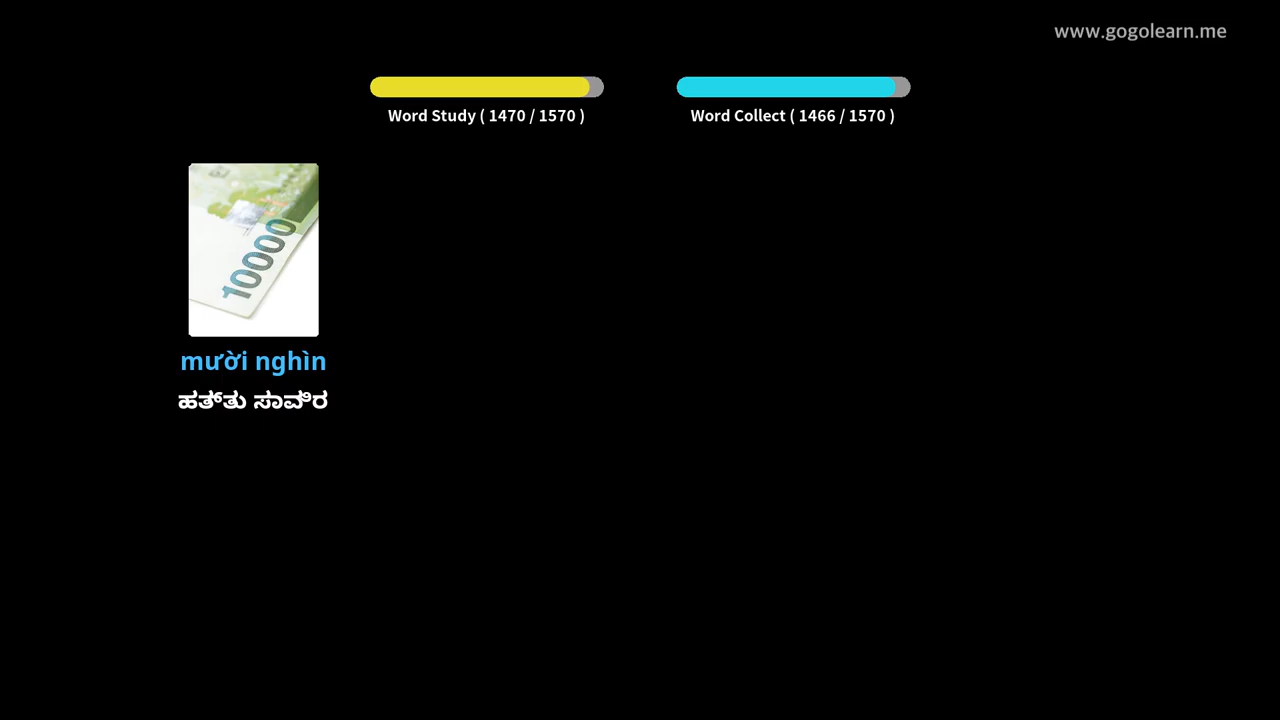 www.gogolearn.me
Word Study ( 1470 / 1570 )
Word Collect ( 1466 / 1570 )
10000
mười nghìn
ಹತ್ತು ಸಾವಿರ